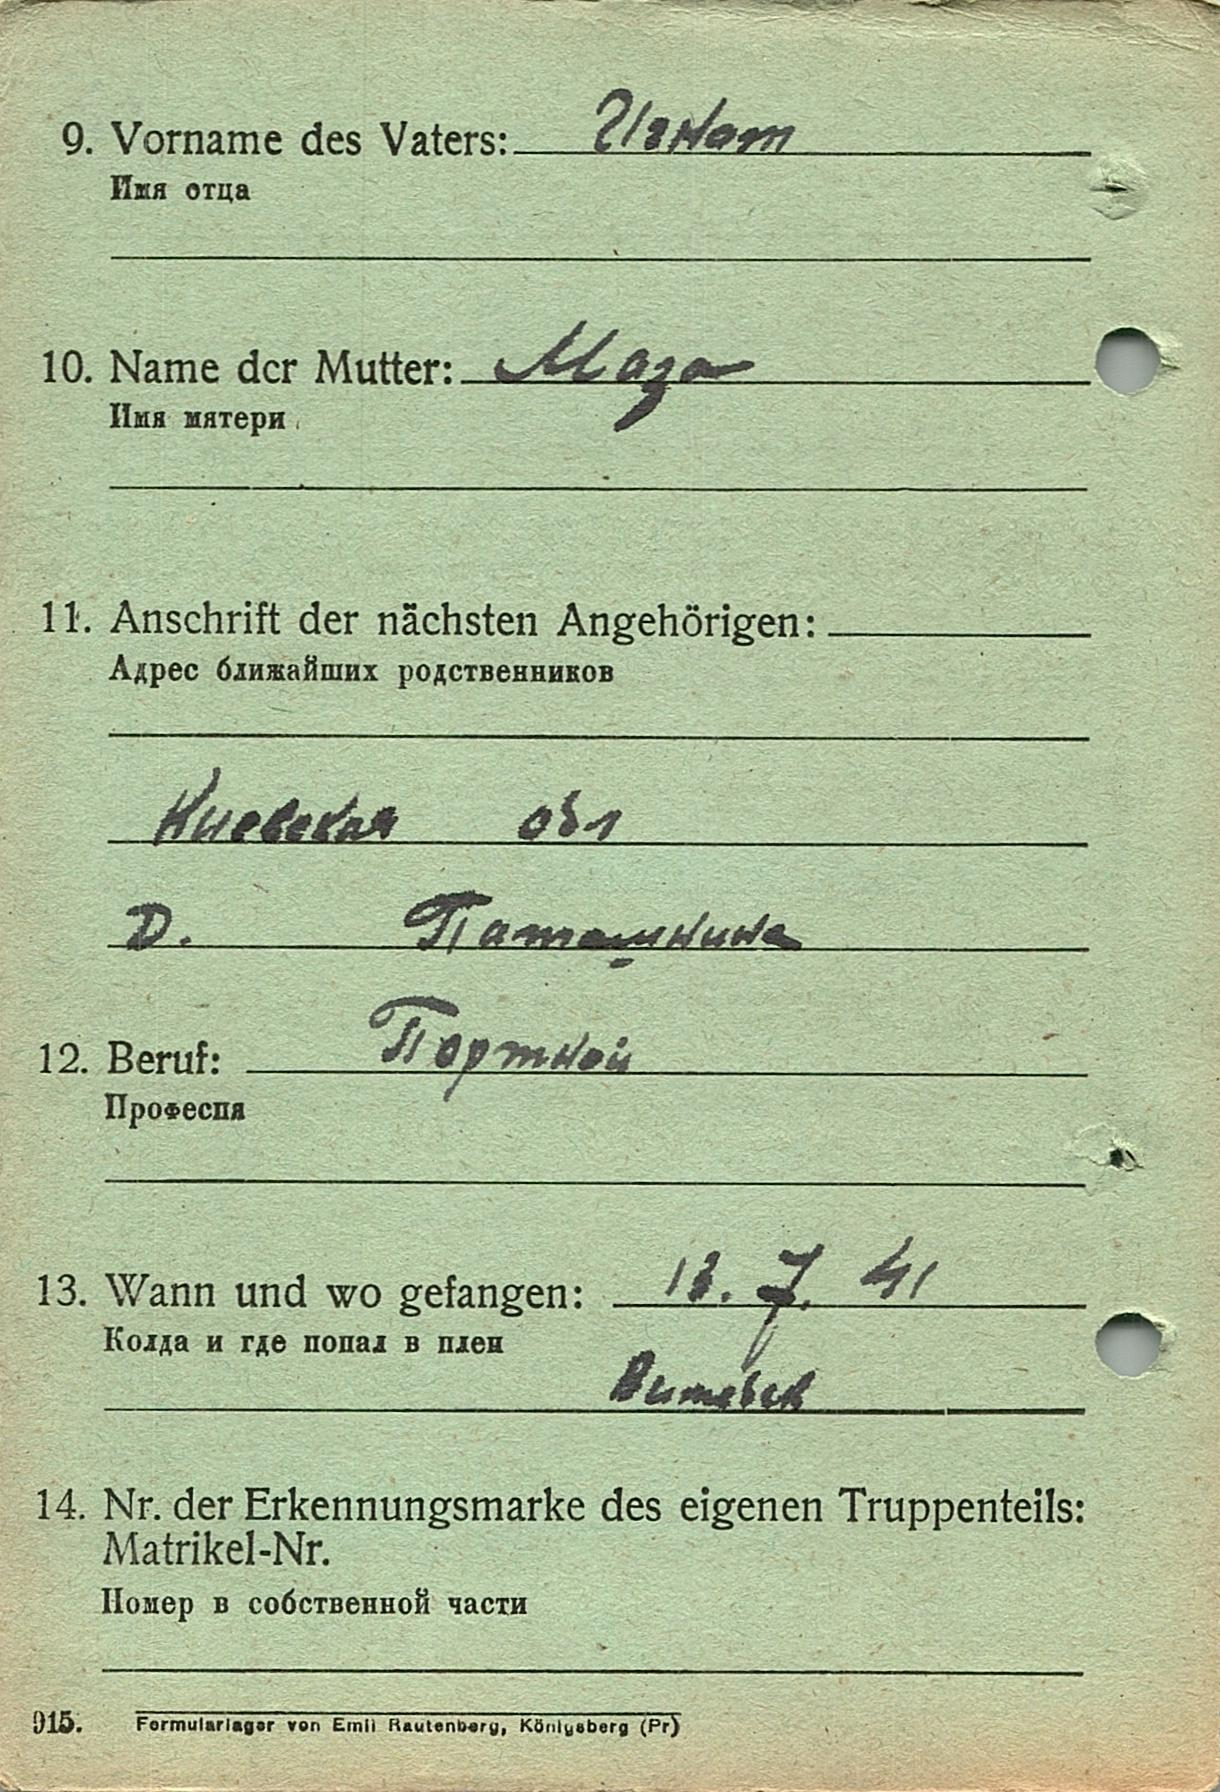 9. Vorname des Vaters: Игнат
Имя отца
10. Name dcr Mutter: Маза
Имя мятери
11. Anschrift der nächsten Angehörigen:
Адрес ближайших родственников
Киевская обл
Д.
12. Beruf: Портной
Професпя
13. Wann und wo gefangen: 13. 7. 41
Колда и где попал в плен
Витебск
14. Nr. der Erkennungsmarke des eigenen Truppenteils:
Matrikel-Nr.
Номер в собственной части
915. Formularlager von Emil Rautenberg, Königsberg (Pr)